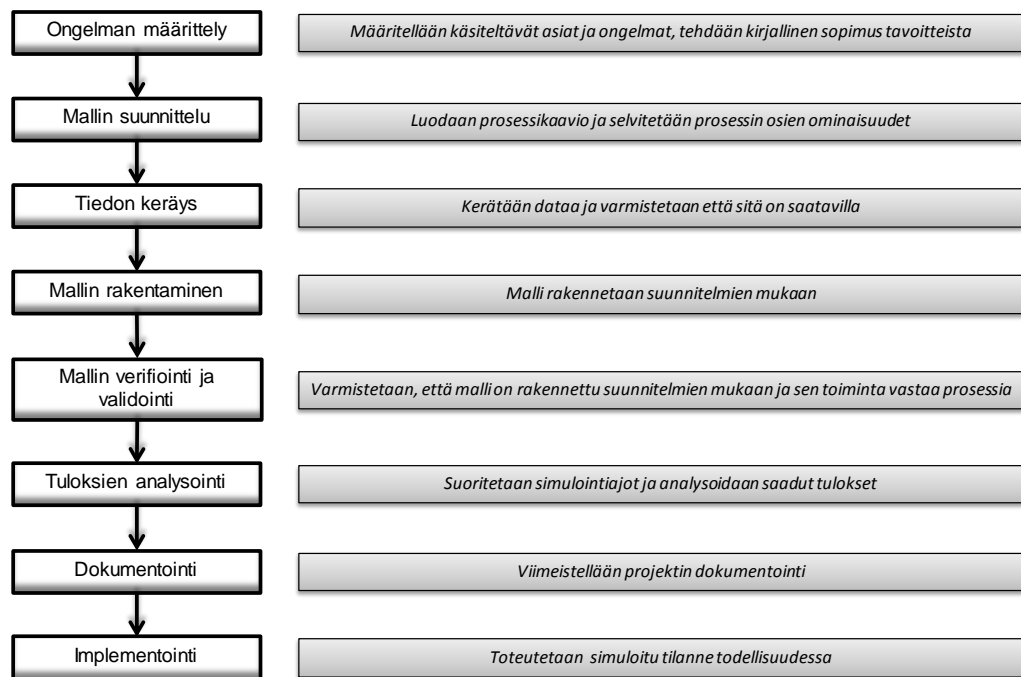 Ongelman määrittely
Määritellään käsiteltävät asiat ja ongelmat, tehdään kirjallinen sopimus tavoitteista
Mallin suunnittelu
Luodaan prosessikaavio ja selvitetään prosessin osien ominaisuudet
Tiedon keräys
Kerätään dataa ja varmistetaan että sitä on saatavilla
Mallin rakentaminen
Malli rakennetaan suunnitelmien mukaan
Mallin verifiointi ja
validointi
Varmistetaan, että malli on rakennettu suunnitelmien mukaan ja sen toiminta vastaa prosessia
Tuloksien analysointi
Suoritetaan simulointiajot ja analysoidaan saadut tulokset
Dokumentointi
Viimeistellään projektin dokumentointi
Implementointi
Toteutetaan simuloitu tilanne todellisuudessa